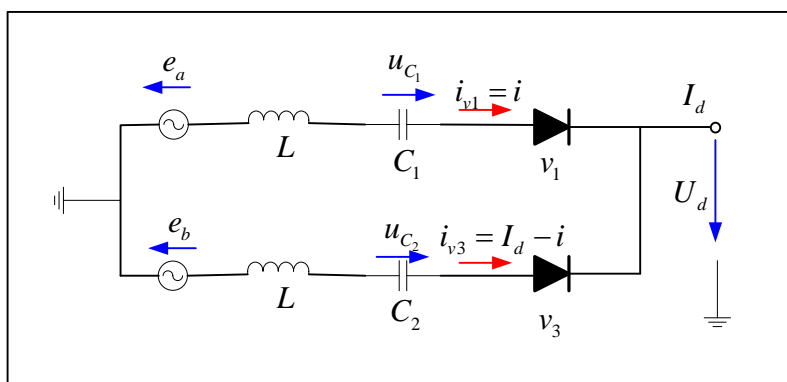 e_a
u_{C_1}
i_{v1} = i
I_d
L
C_1
v_1
U_d
e_b
u_{C_2}
i_{v3} = I_d - i
L
C_2
v_3